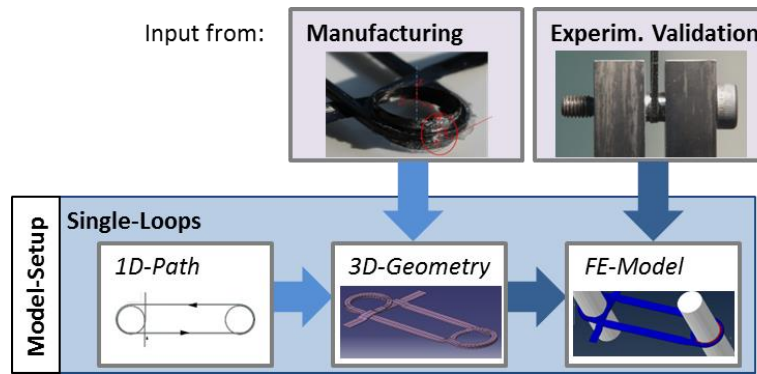 Input from:
Manufacturing
Experim. Validation
Model-Setup
Single-Loops
1D-Path
3D-Geometry
FE-Model